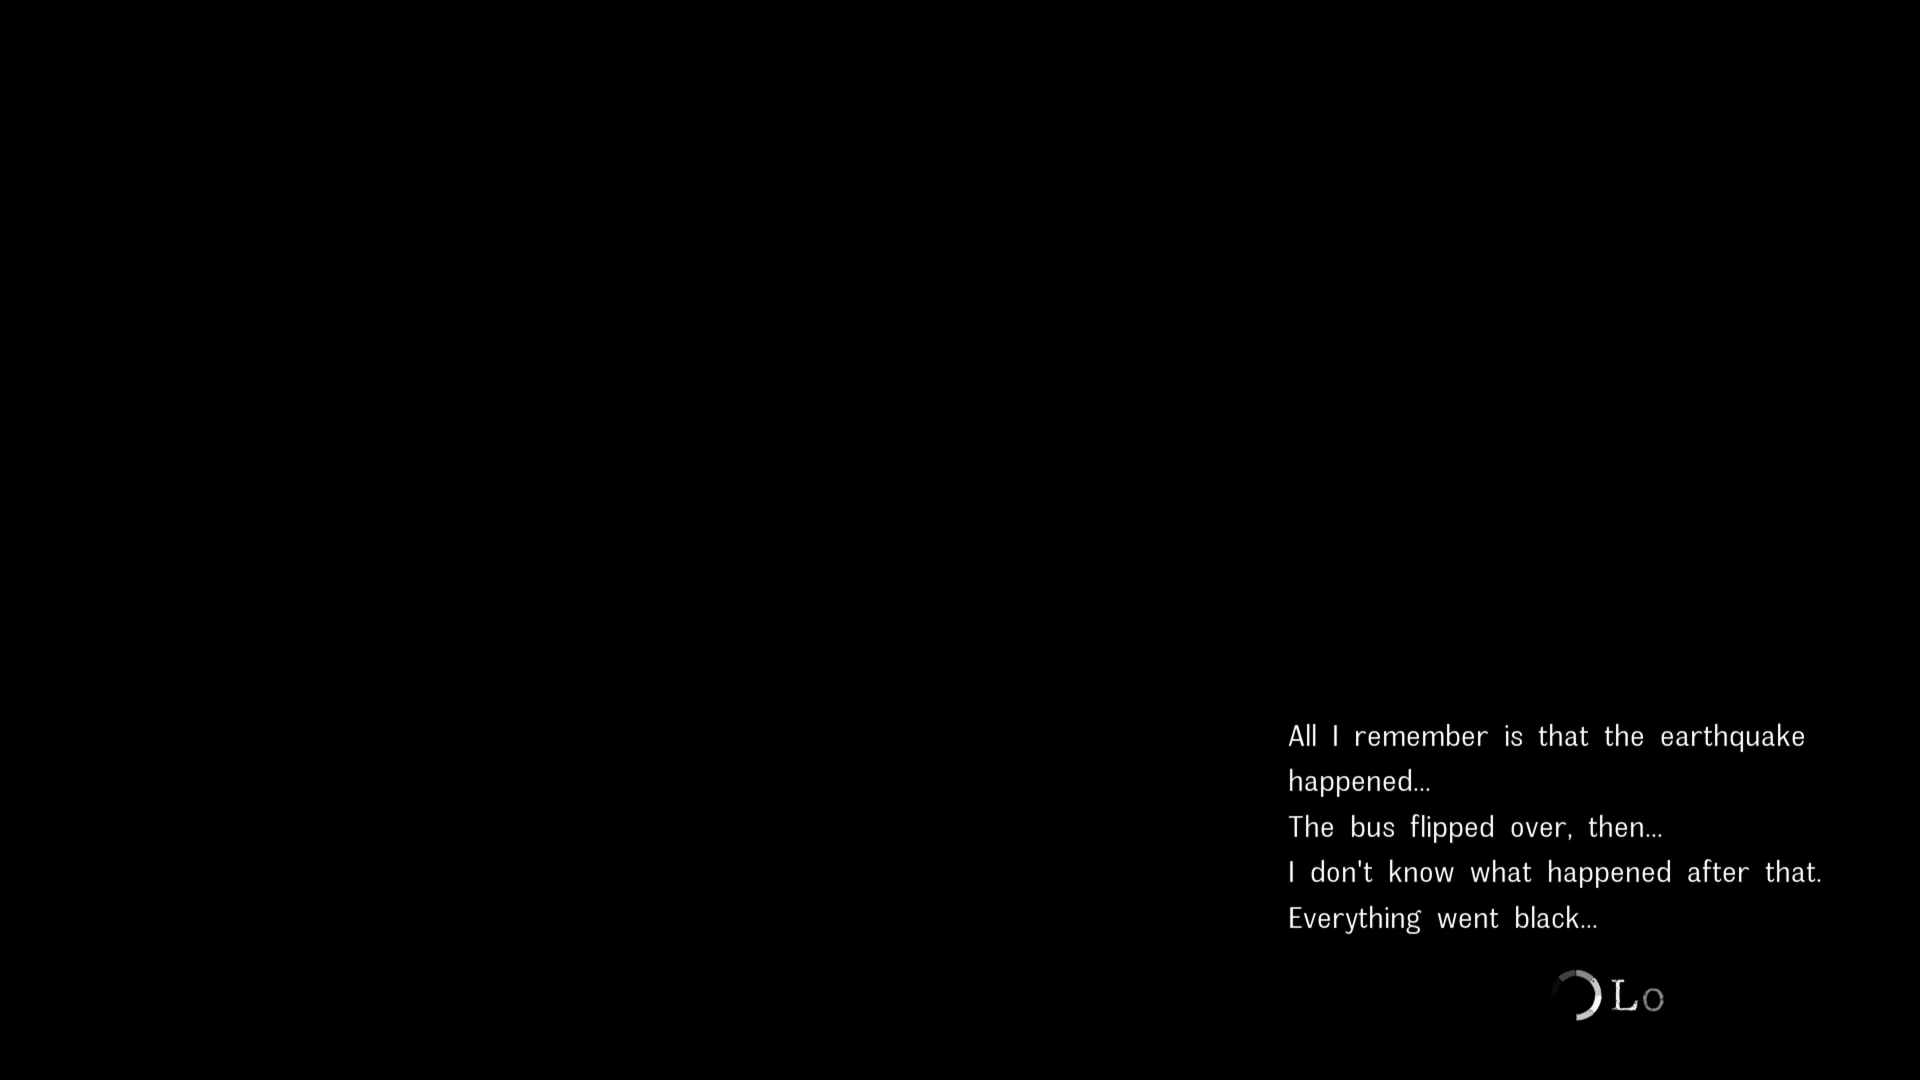 All I remember is that the earthquake
happened...
The bus flipped over, then...
I don't know what happened after that.
Everything went black...
Lo